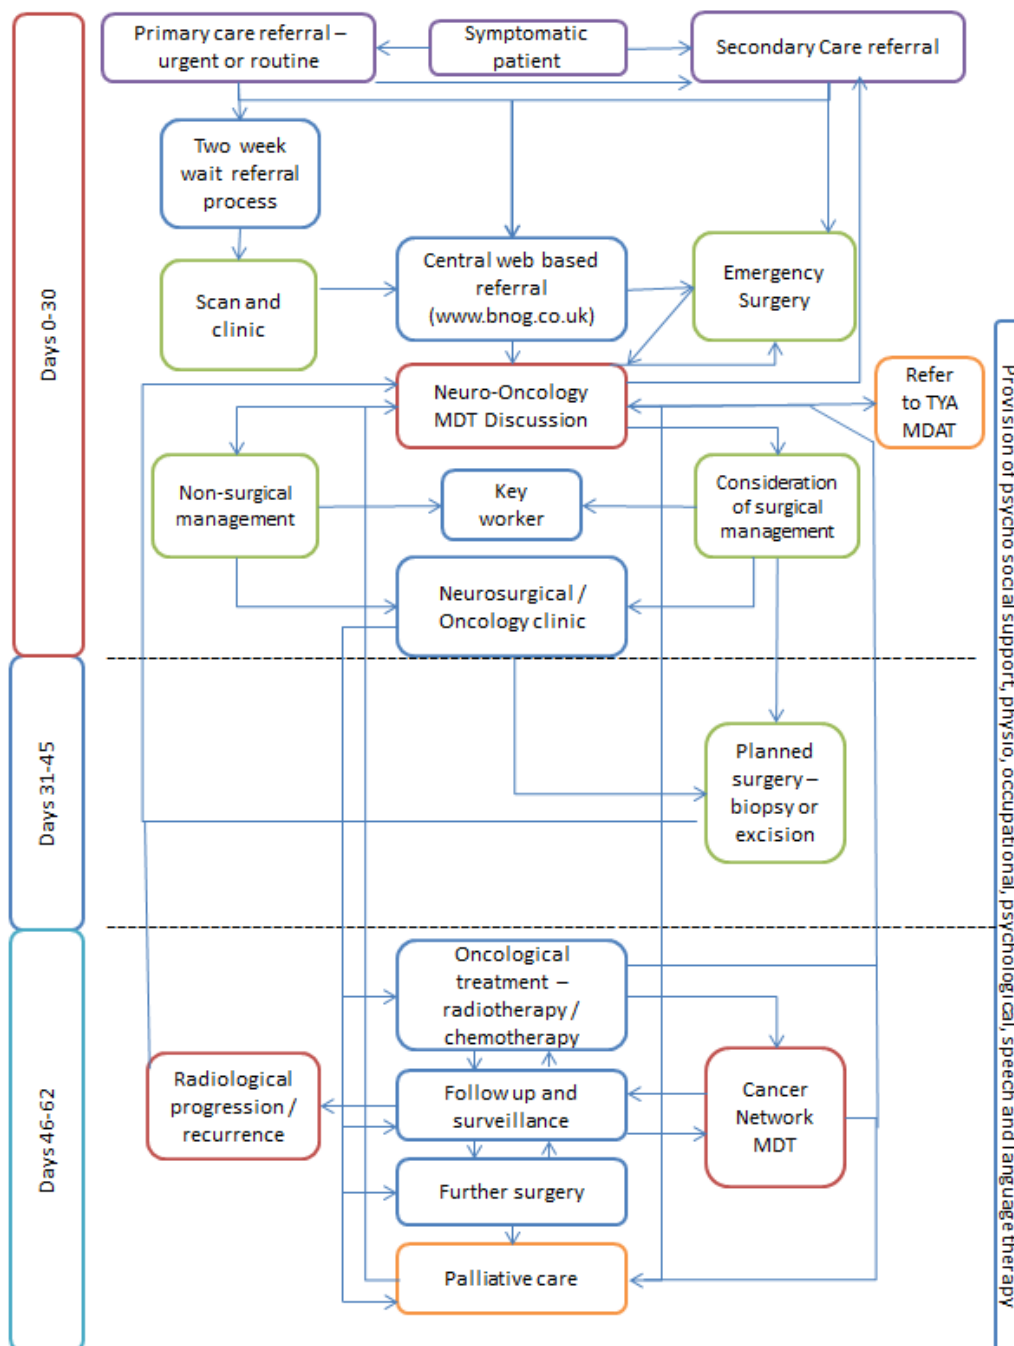 Primary care referral –
urgent or routine
Symptomatic
patient
Secondary Care referral
Two week
wait referral
process
Scan and
clinic
Central web based
referral
(www.bnog.co.uk)
Emergency
Surgery
Days 0-30
Neuro-Oncology
MDT Discussion
Refer
to TYA
MDAT
Non-surgical
management
Key
worker
Consideration
of surgical
management
Neurosurgical /
Oncology clinic
Days 31-45
Planned
surgery –
biopsy or
excision
Days 46-62
Oncological
treatment –
radiotherapy /
chemotherapy
Radiological
progression /
recurrence
Follow up and
surveillance
Cancer
Network
MDT
Further surgery
Palliative care
Provision of psycho social support, physio, occupational, psychological, speech and language therapy